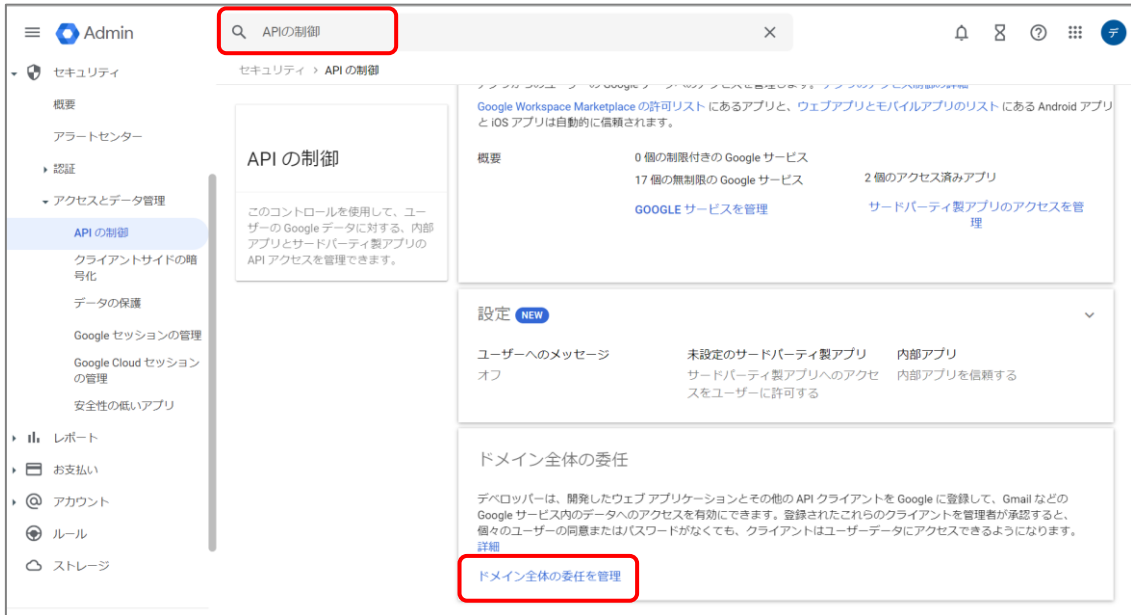 Admin
APIの制御
デ
セキュリティ
概要
アラートセンター
認証
アクセスとデータ管理
API の制御
クライアントサイドの暗
号化
データの保護
Google セッションの管理
Google Cloud セッション
の管理
安全性の低いアプリ
レポート
お支払い
アカウント
ルール
ストレージ
セキュリティ > API の制御
API の制御
このコントロールを使用して、ユー
ザーの Google データに対する、内部
アプリとサードパーティ製アプリの
API アクセスを管理できます。
Google Workspace Marketplace の許可リスト にあるアプリと、ウェブアプリとモバイルアプリのリスト にある Android アプリ
と iOS アプリは自動的に信頼されます。
概要
0 個の制限付きの Google サービス
17 個の無制限の Google サービス
GOOGLE サービスを管理
2 個のアクセス済みアプリ
サードパーティ製アプリのアクセスを管
理
設定 NEW
ユーザーへのメッセージ
オフ
未設定のサードパーティ製アプリ
サードパーティ製アプリへのアクセ
スをユーザーに許可する
内部アプリ
内部アプリを信頼する
ドメイン全体の委任
デベロッパーは、開発したウェブ アプリケーションとその他の API クライアントを Google に登録して、Gmail などの
Google サービス内のデータへのアクセスを有効にできます。登録されたこれらのクライアントを管理者が承認すると、
個々のユーザーの同意またはパスワードがなくても、クライアントはユーザーデータにアクセスできるようになります。
詳細
ドメイン全体の委任を管理